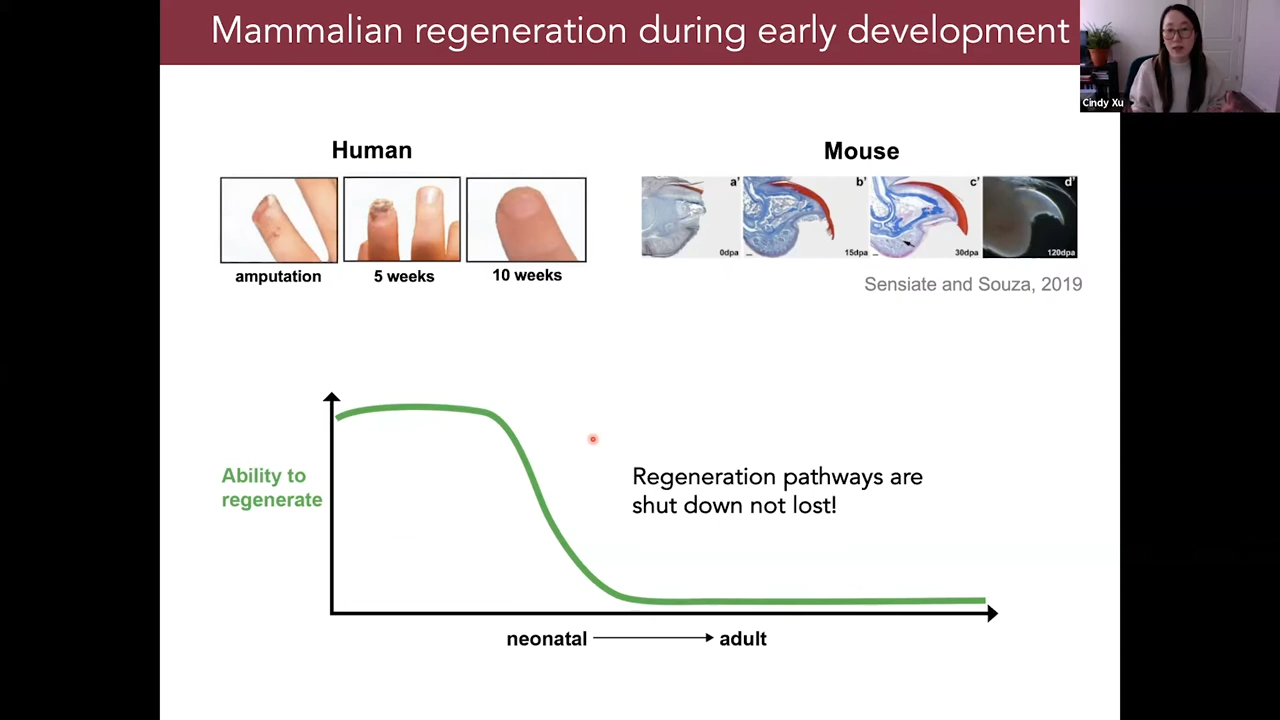 Mammalian regeneration during early development
Cindy Xu
Human
Mouse
a'
b'
c'
d'
0dpa
15dpa
30dpa
120dpa
amputation
5 weeks
10 weeks
Sensiate and Souza, 2019
Ability to
regenerate
Regeneration pathways are
shut down not lost!
neonatal
adult